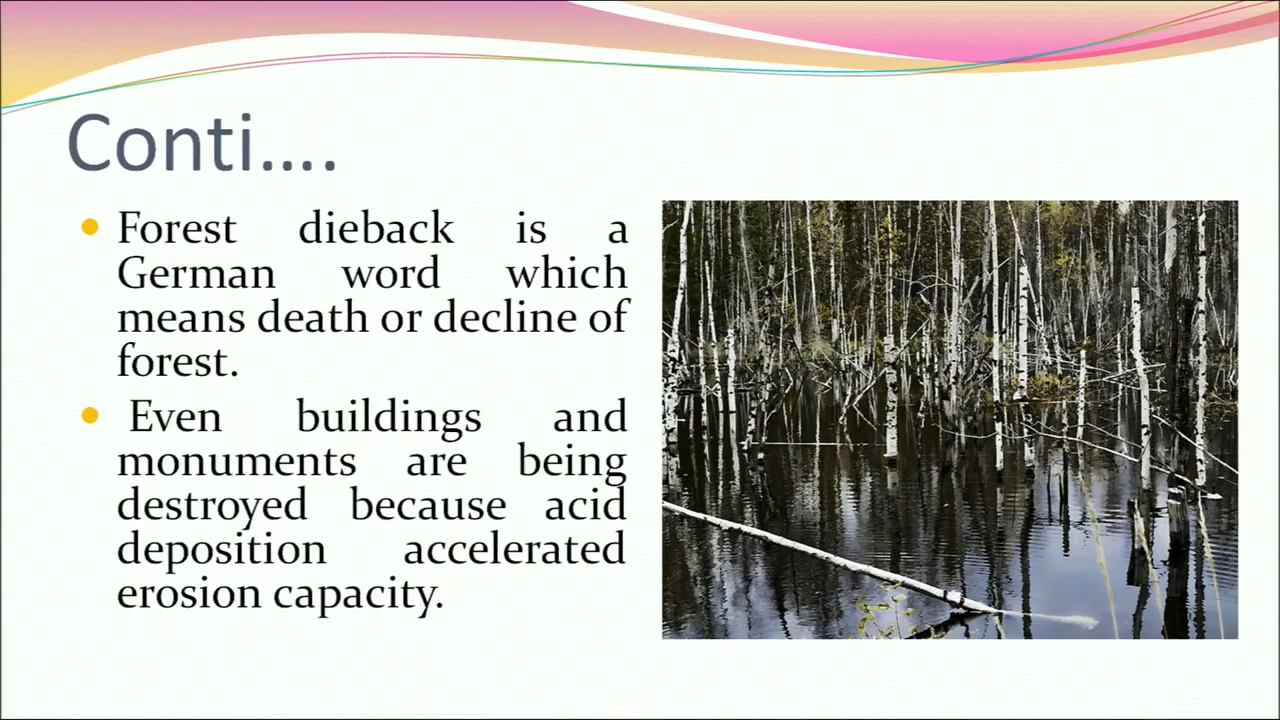 Conti….
Forest dieback is a
German word which
means death or decline of
forest.
Even buildings and
monuments are being
destroyed because acid
deposition accelerated
erosion capacity.